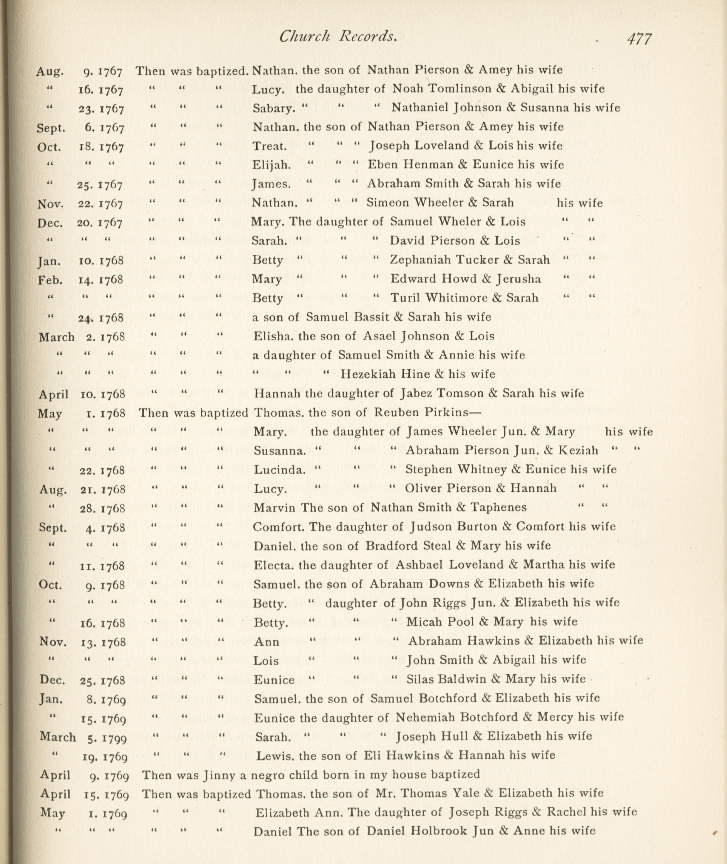 Church Records. 477
Aug. 9. 1767 Then was baptized. Nathan. the son of Nathan Pierson & Amey his wife
“ 16. 1767 “ “ “ Lucy. the daughter of Noah Tomlinson & Abigail his wife
“ 23. 1767 “ “ “ Sabary. “ “ “ Nathaniel Johnson & Susanna his wife
Sept. 6. 1767 “ “ “ Nathan. the son of Nathan Pierson & Amey his wife
Oct. 18. 1767 “ “ “ Treat. “ “ “ Joseph Loveland & Lois his wife
“ “ “ “ “ “ Elijah. “ “ “ Eben Henman & Eunice his wife
“ 25. 1767 “ “ “ James. “ “ “ Abraham Smith & Sarah his wife
Nov. 22. 1767 “ “ “ Nathan. “ “ “ Simeon Wheeler & Sarah his wife
Dec. 20. 1767 “ “ “ Mary. The daughter of Samuel Wheler & Lois “ “
“ “ “ “ “ “ Sarah. “ “ “ David Pierson & Lois “ “
Jan. 10. 1768 “ “ “ Betty “ “ “ Zephaniah Tucker & Sarah “ “
Feb. 14. 1768 “ “ “ Mary “ “ “ Edward Howd & Jerusha “ “
“ “ “ “ “ “ Betty “ “ “ Turil Whitimore & Sarah “ “
“ 24. 1768 “ “ “ a son of Samuel Bassit & Sarah his wife
March 2. 1768 “ “ “ Elisha. the son of Asael Johnson & Lois
“ “ “ “ “ “ a daughter of Samuel Smith & Annie his wife
“ “ “ “ “ “ “ “ “ Hezekiah Hine & his wife
April 10. 1768 “ “ “ Hannah the daughter of Jabez Tomson & Sarah his wife
May 1. 1768 Then was baptized Thomas. the son of Reuben Pirkins—
“ “ “ “ “ “ Mary. the daughter of James Wheeler Jun. & Mary his wife
“ “ “ “ “ “ Susanna. “ “ “ Abraham Pierson Jun. & Keziah “ “
“ 22. 1768 “ “ “ Lucinda. “ “ “ Stephen Whitney & Eunice his wife
Aug. 21. 1768 “ “ “ Lucy. “ “ “ Oliver Pierson & Hannah “ “
“ 28. 1768 “ “ “ Marvin The son of Nathan Smith & Taphenes “ “
Sept. 4. 1768 “ “ “ Comfort. The daughter of Judson Burton & Comfort his wife
“ “ “ “ “ “ Daniel. the son of Bradford Steal & Mary his wife
“ 11. 1768 “ “ “ Electa. the daughter of Ashbael Loveland & Martha his wife
Oct. 9. 1768 “ “ “ Samuel. the son of Abraham Downs & Elizabeth his wife
“ “ “ “ “ “ Betty. “ daughter of John Riggs Jun. & Elizabeth his wife
“ 16. 1768 “ “ “ Betty. “ “ “ Micah Pool & Mary his wife
Nov. 13. 1768 “ “ “ Ann “ “ “ Abraham Hawkins & Elizabeth his wife
“ “ “ “ “ “ Lois “ “ “ John Smith & Abigail his wife
Dec. 25. 1768 “ “ “ Eunice “ “ “ Silas Baldwin & Mary his wife
Jan. 8. 1769 “ “ “ Samuel. the son of Samuel Botchford & Elizabeth his wife
“ 15. 1769 “ “ “ Eunice the daughter of Nehemiah Botchford & Mercy his wife
March 5. 1799 “ “ “ Sarah. “ “ “ Joseph Hull & Elizabeth his wife
“ 19. 1769 “ “ “ Lewis. the son of Eli Hawkins & Hannah his wife
April 9. 1769 Then was Jinny a negro child born in my house baptized
April 15. 1769 Then was baptized Thomas. the son of Mr. Thomas Yale & Elizabeth his wife
May 1. 1769 “ “ “ Elizabeth Ann. The daughter of Joseph Riggs & Rachel his wife
“ “ “ “ “ “ Daniel The son of Daniel Holbrook Jun & Anne his wife